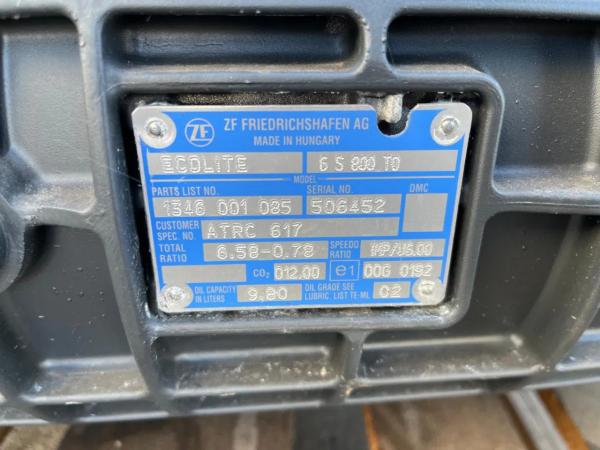 ZF ZF FRIEDRICHSHAFEN AG
MADE IN HUNGARY
ECOLITE 6 S 800 TO
MODEL
PARTS LIST NO. SERIAL NO. DMC
1346 001 085 506452
CUSTOMER SPEC. NO. ATRC 617
TOTAL RATIO 6.58-0.78 SPEEDO RATIO
CO₂ 012.00 e1 00G 0192
OIL CAPACITY IN LITERS 9.80 OIL GRADE SEE LUBRIC. LIST TE-ML 02